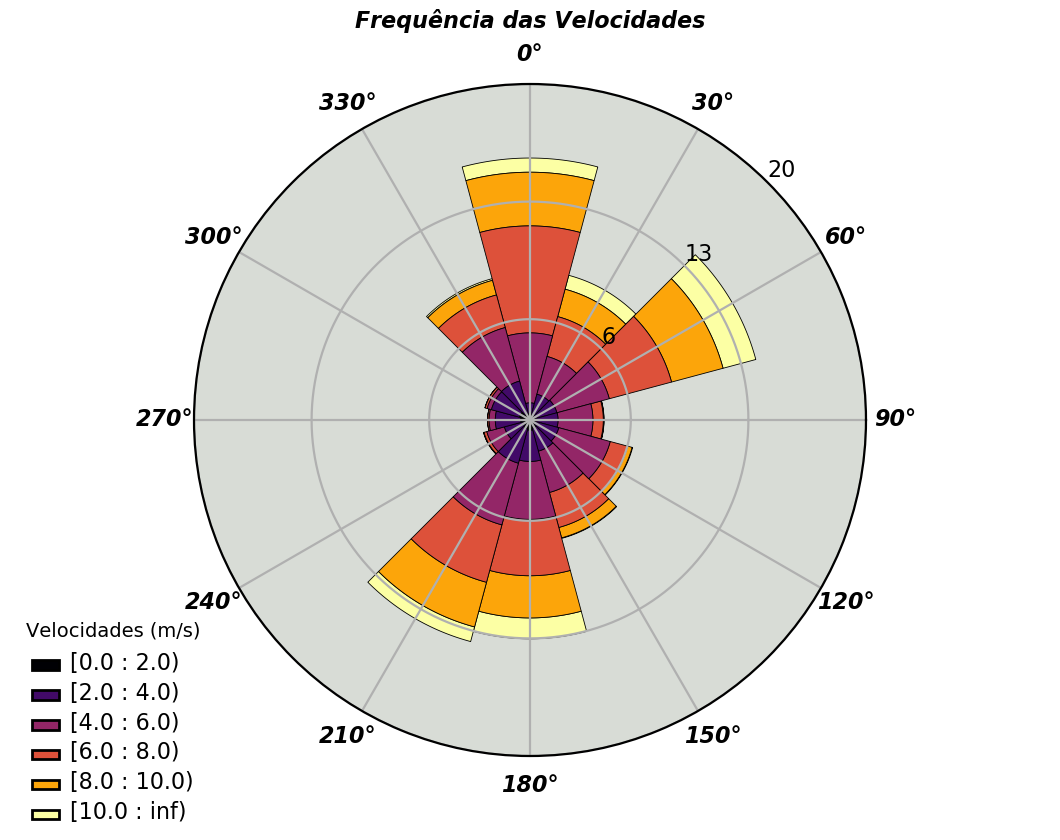 Frequência das Velocidades
0°
330°
30°
20
300°
60°
13
6
270°
90°
240°
120°
210°
150°
180°
Velocidades (m/s)
[0.0 : 2.0)
[2.0 : 4.0)
[4.0 : 6.0)
[6.0 : 8.0)
[8.0 : 10.0)
[10.0 : inf)